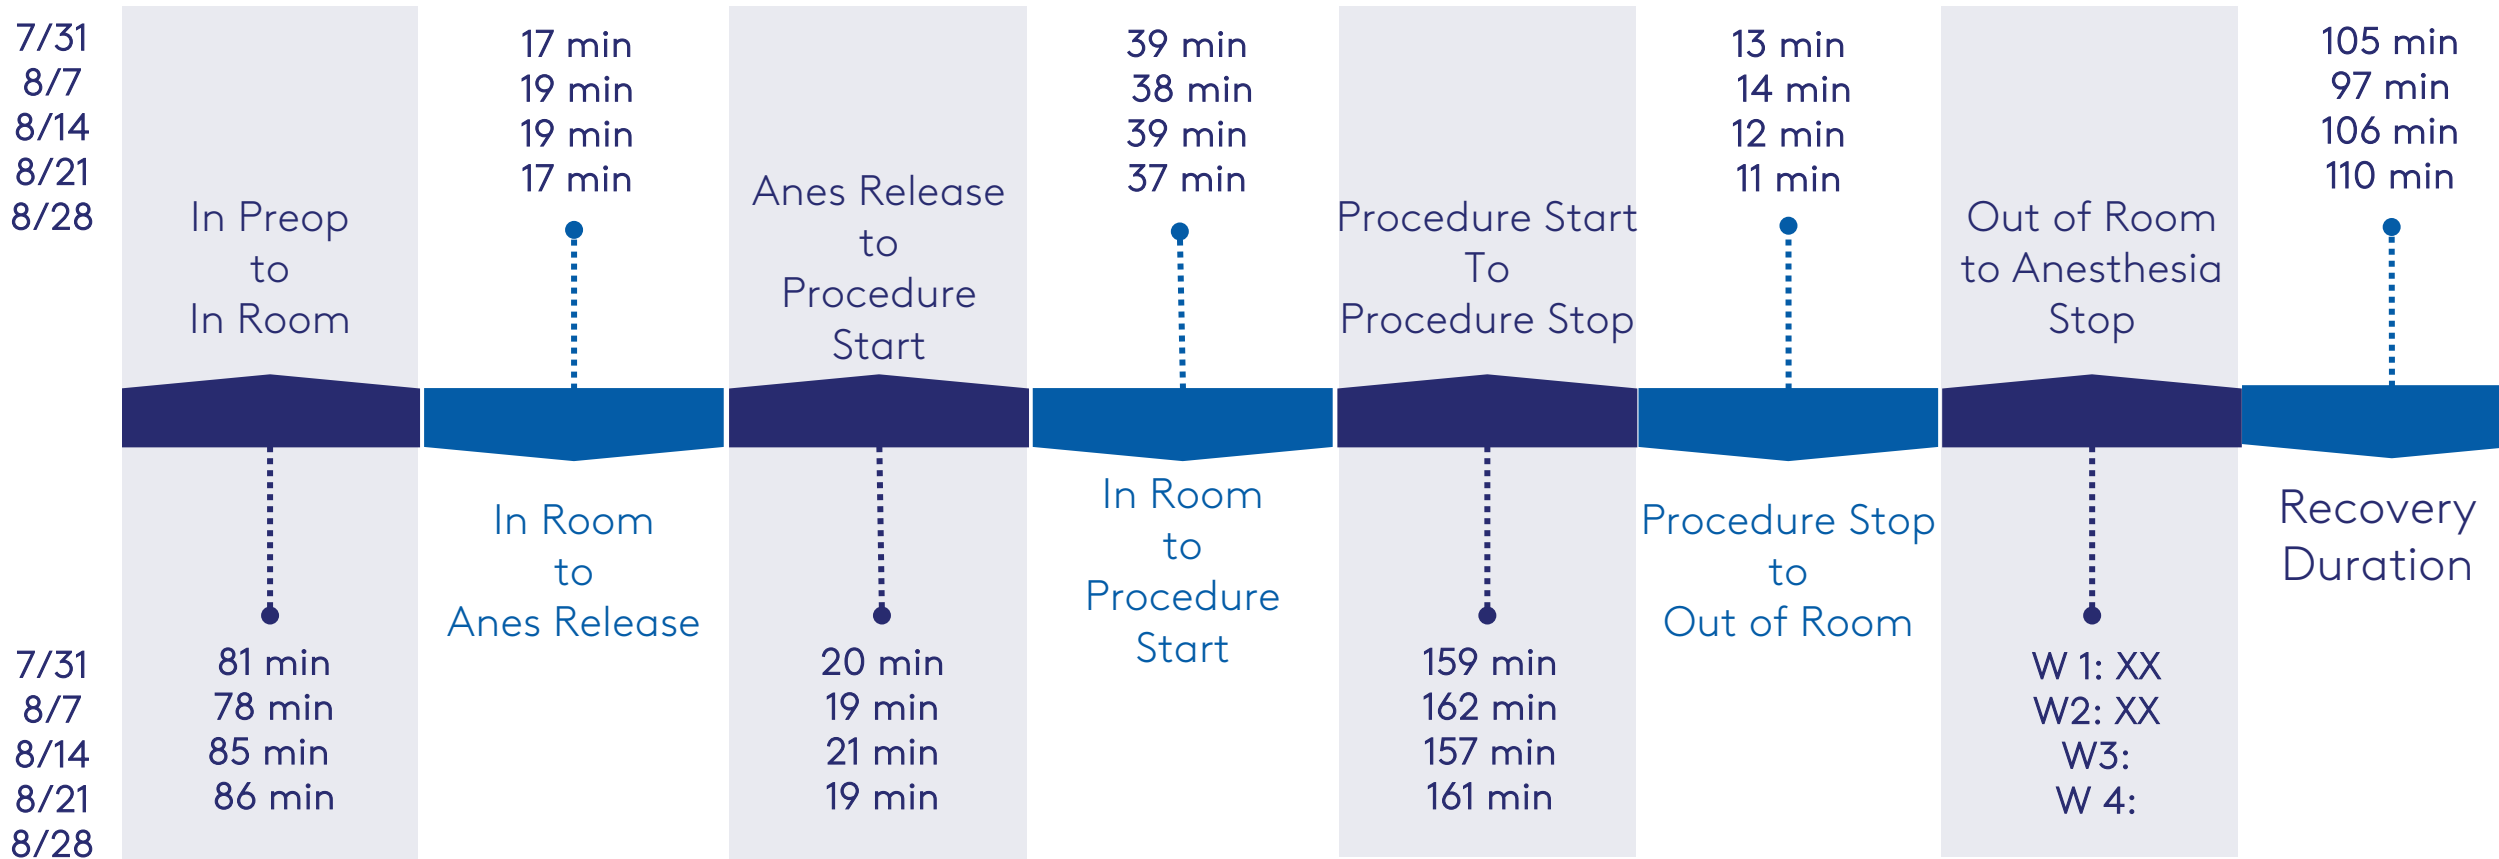 7/31
8/7
8/14
8/21
8/28
In Preop
to
In Room
17 min
19 min
19 min
17 min
Anes Release
to
Procedure
Start
39 min
38 min
39 min
37 min
Procedure Start
To
Procedure Stop
13 min
14 min
12 min
11 min
Out of Room
to Anesthesia
Stop
105 min
97 min
106 min
110 min
7/31
8/7
8/14
8/21
8/28
81 min
78 min
85 min
86 min
In Room
to
Anes Release
20 min
19 min
21 min
19 min
In Room
to
Procedure
Start
159 min
162 min
157 min
161 min
Procedure Stop
to
Out of Room
W 1: XX
W2: XX
W3:
W 4:
Recovery
Duration